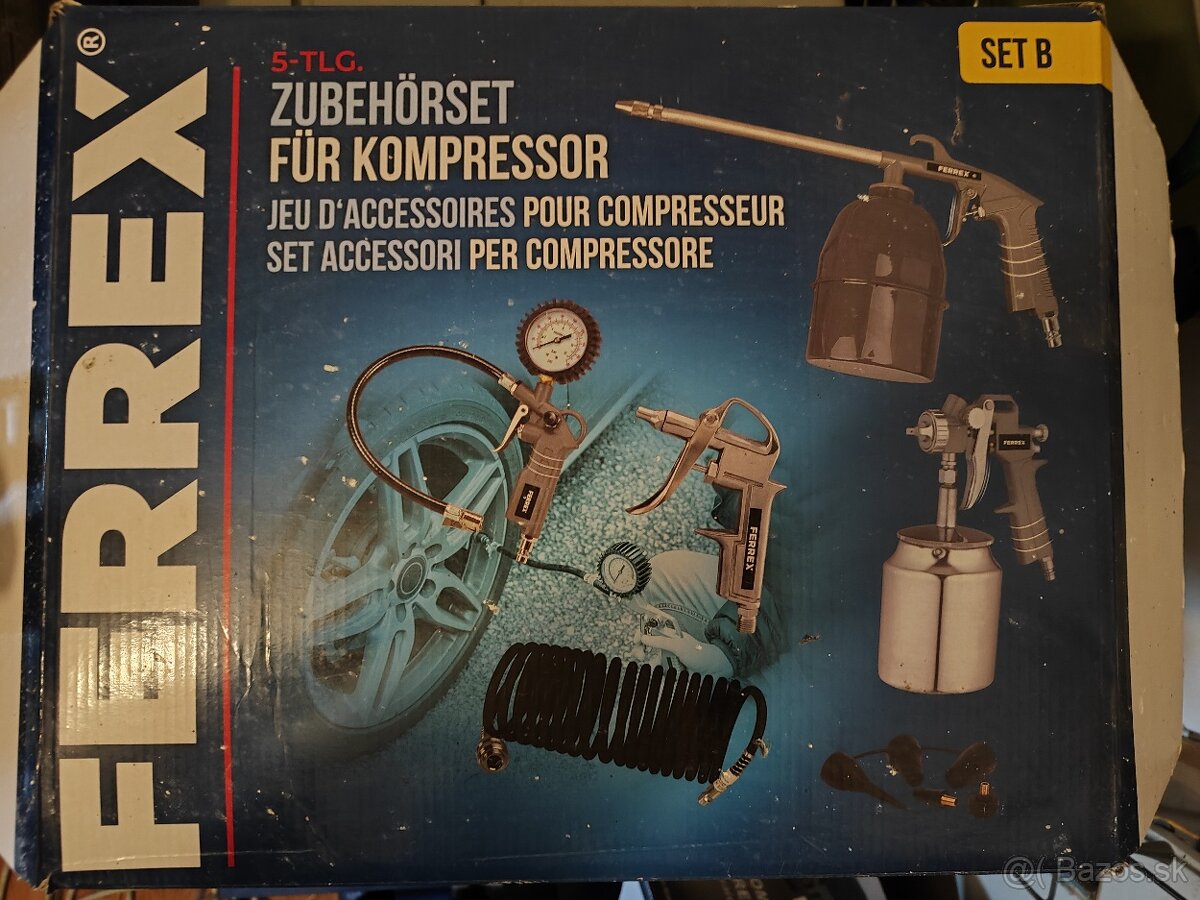 FERREX®
5-TLG.
ZUBEHÖRSET
FÜR KOMPRESSOR
JEU D'ACCESSOIRES POUR COMPRESSEUR
SET ACCESSORI PER COMPRESSORE
SET B
FERREX
FERREX
FERREX
FERREX
@( Bazos.sk